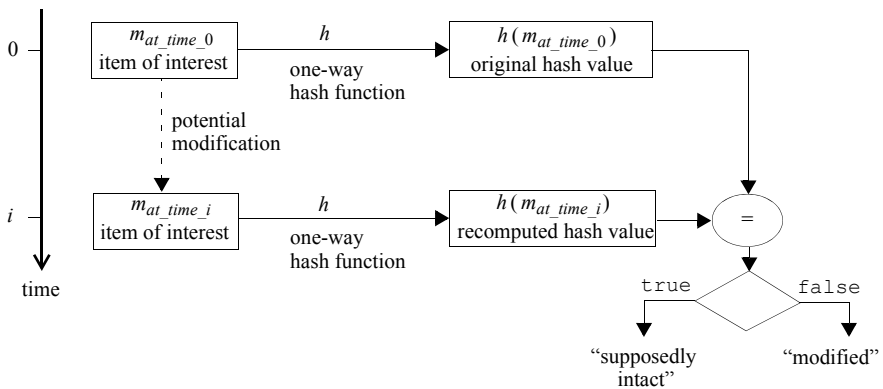 0
m_at_time_0
item of interest
h
one-way
hash function
h(m_at_time_0)
original hash value
potential
modification
i
m_at_time_i
item of interest
h
one-way
hash function
h(m_at_time_i)
recomputed hash value
=
time
true
false
“supposedly
intact”
“modified”